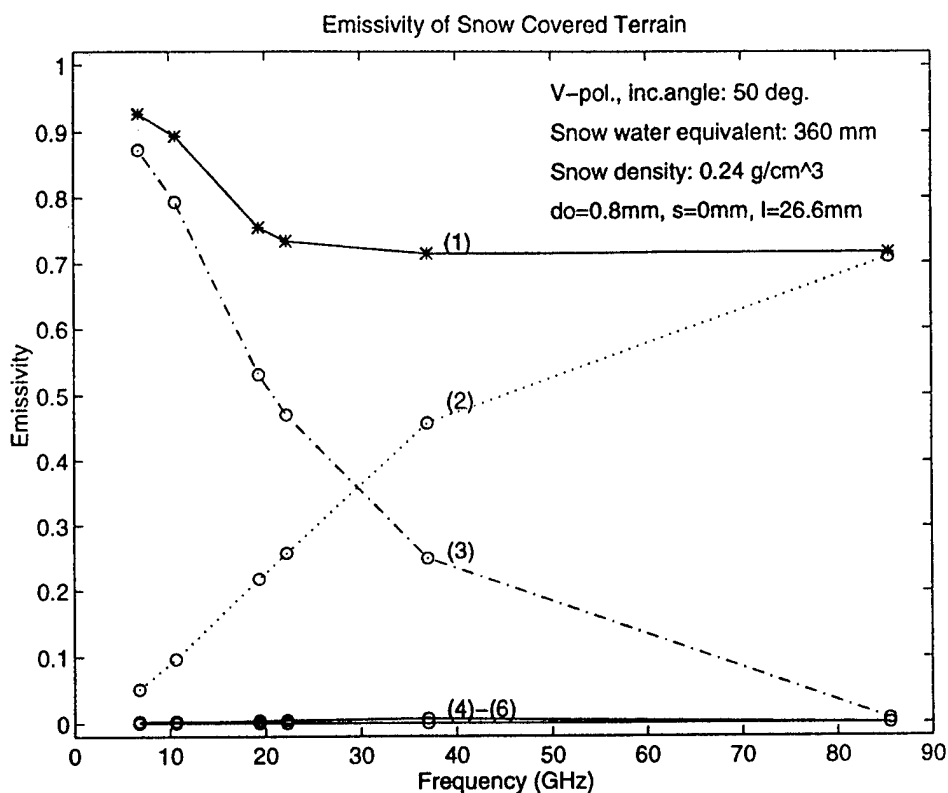 Emissivity of Snow Covered Terrain
1
0.9
0.8
0.7
0.6
0.5
0.4
0.3
0.2
0.1
0
Emissivity
V-pol., inc.angle: 50 deg.
Snow water equivalent: 360 mm
Snow density: 0.24 g/cm^3
do=0.8mm, s=0mm, l=26.6mm
(1)
(2)
(3)
(4)-(6)
0 10 20 30 40 50 60 70 80 90
Frequency (GHz)